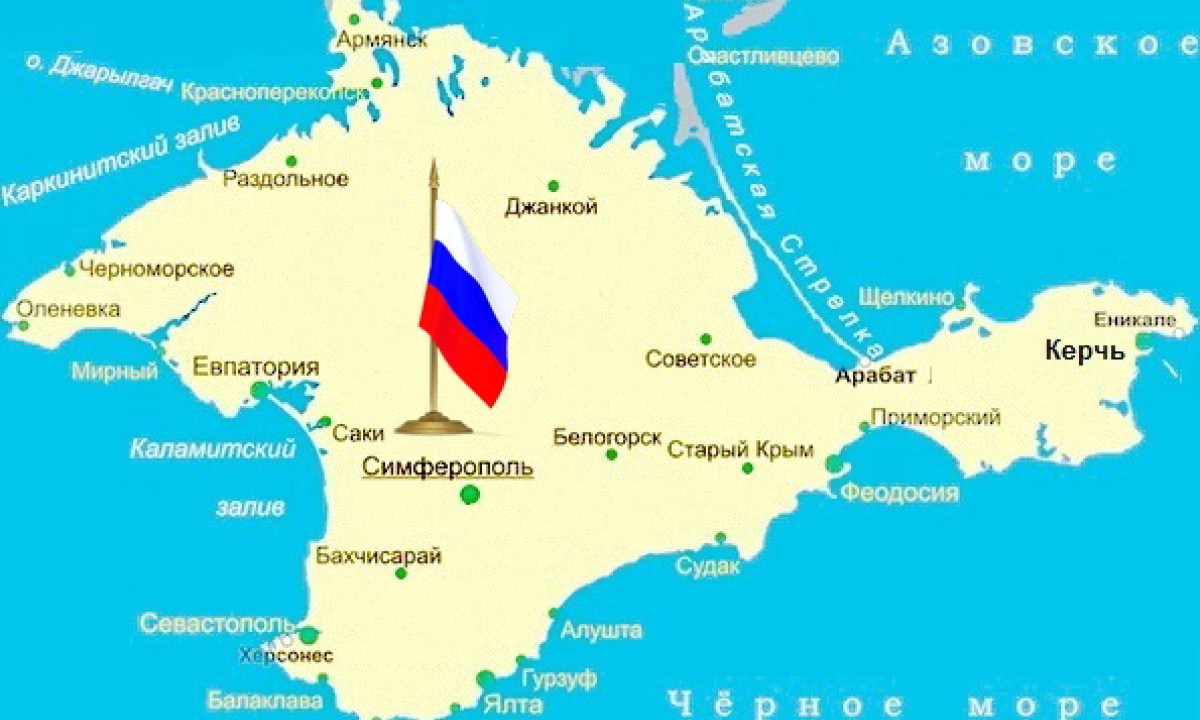 Армянск
Азовское
Счастливцево
о. Джарылгач
Красноперекопск
Арабатская Стрелка
Каркинитский залив
море
Раздольное
Джанкой
Черноморское
Оленевка
Щелкино
Еникале
Керчь
Мирный
Евпатория
Советское
Арабат
Приморский
Саки
Каламитский
залив
Белогорск
Старый Крым
Симферополь
Феодосия
Бахчисарай
Судак
Севастополь
Херсонес
Алушта
Гурзуф
Балаклава
Ялта
Чёрное море